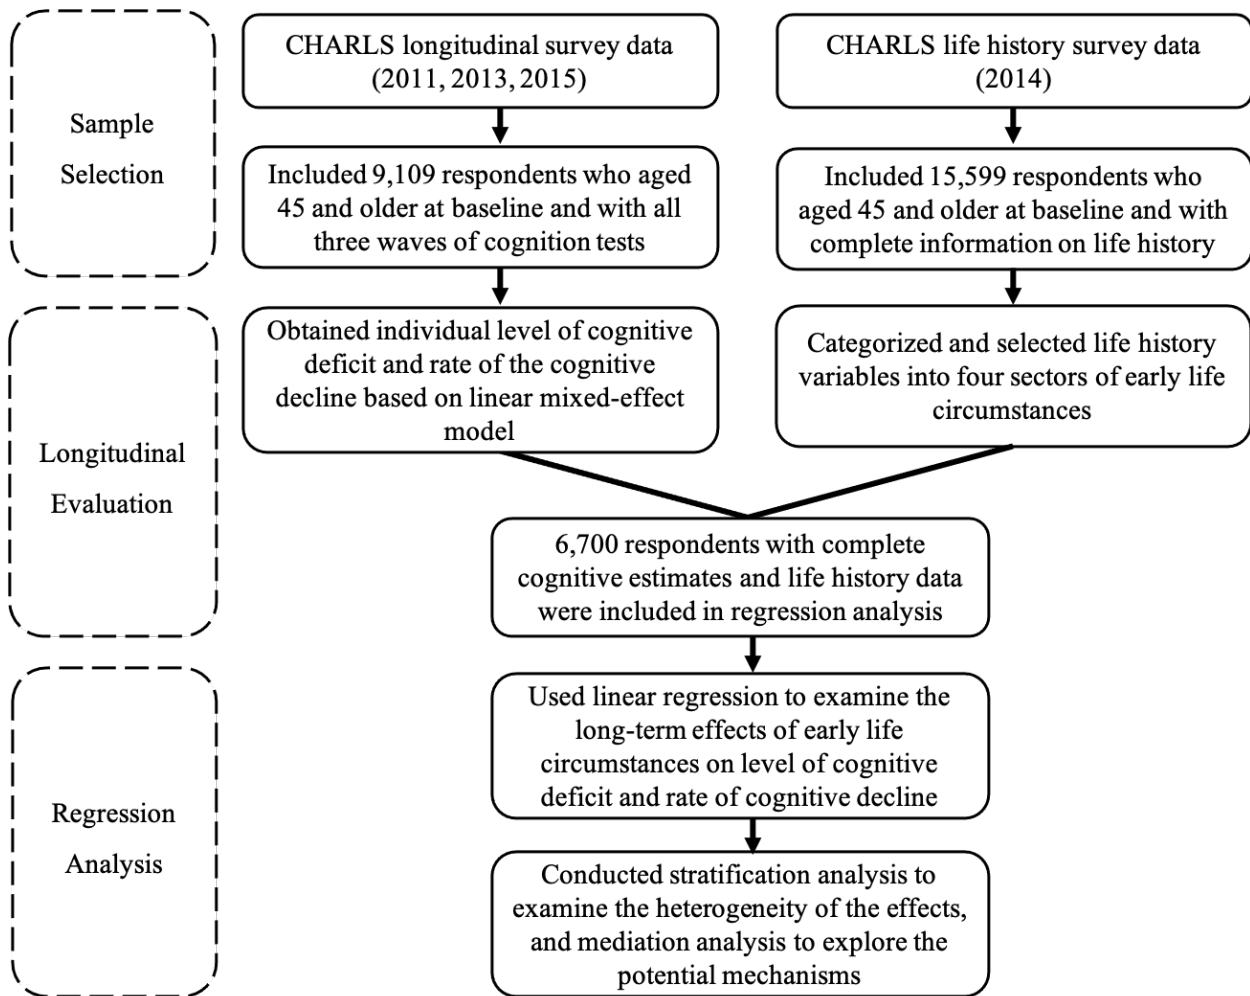 Sample
Selection
CHARLS longitudinal survey data
(2011, 2013, 2015)
CHARLS life history survey data
(2014)
Included 9,109 respondents who aged
45 and older at baseline and with all
three waves of cognition tests
Included 15,599 respondents who
aged 45 and older at baseline and with
complete information on life history
Longitudinal
Evaluation
Obtained individual level of cognitive
deficit and rate of the cognitive
decline based on linear mixed-effect
model
Categorized and selected life history
variables into four sectors of early life
circumstances
6,700 respondents with complete
cognitive estimates and life history data
were included in regression analysis
Regression
Analysis
Used linear regression to examine the
long-term effects of early life
circumstances on level of cognitive
deficit and rate of cognitive decline
Conducted stratification analysis to
examine the heterogeneity of the effects,
and mediation analysis to explore the
potential mechanisms